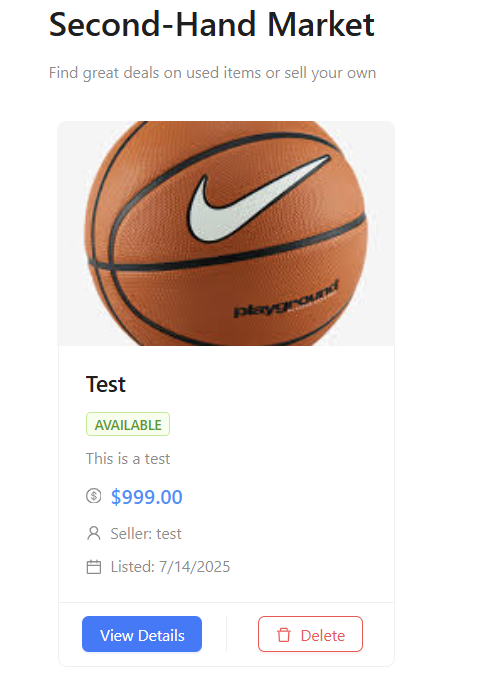 Second-Hand Market
Find great deals on used items or sell your own
playground
Test
AVAILABLE
This is a test
$999.00
Seller: test
Listed: 7/14/2025
View Details
Delete